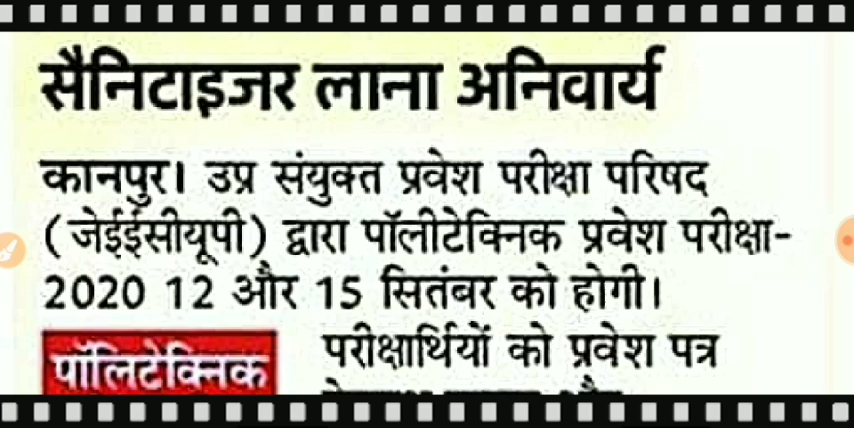 सैनिटाइजर लाना अनिवार्य
कानपुर। उप्र संयुक्त प्रवेश परीक्षा परिषद
(जेईईसीयूपी) द्वारा पॉलीटेक्निक प्रवेश परीक्षा-
2020 12 और 15 सितंबर को होगी।
परीक्षार्थियों को प्रवेश पत्र
पॉलिटेक्निक